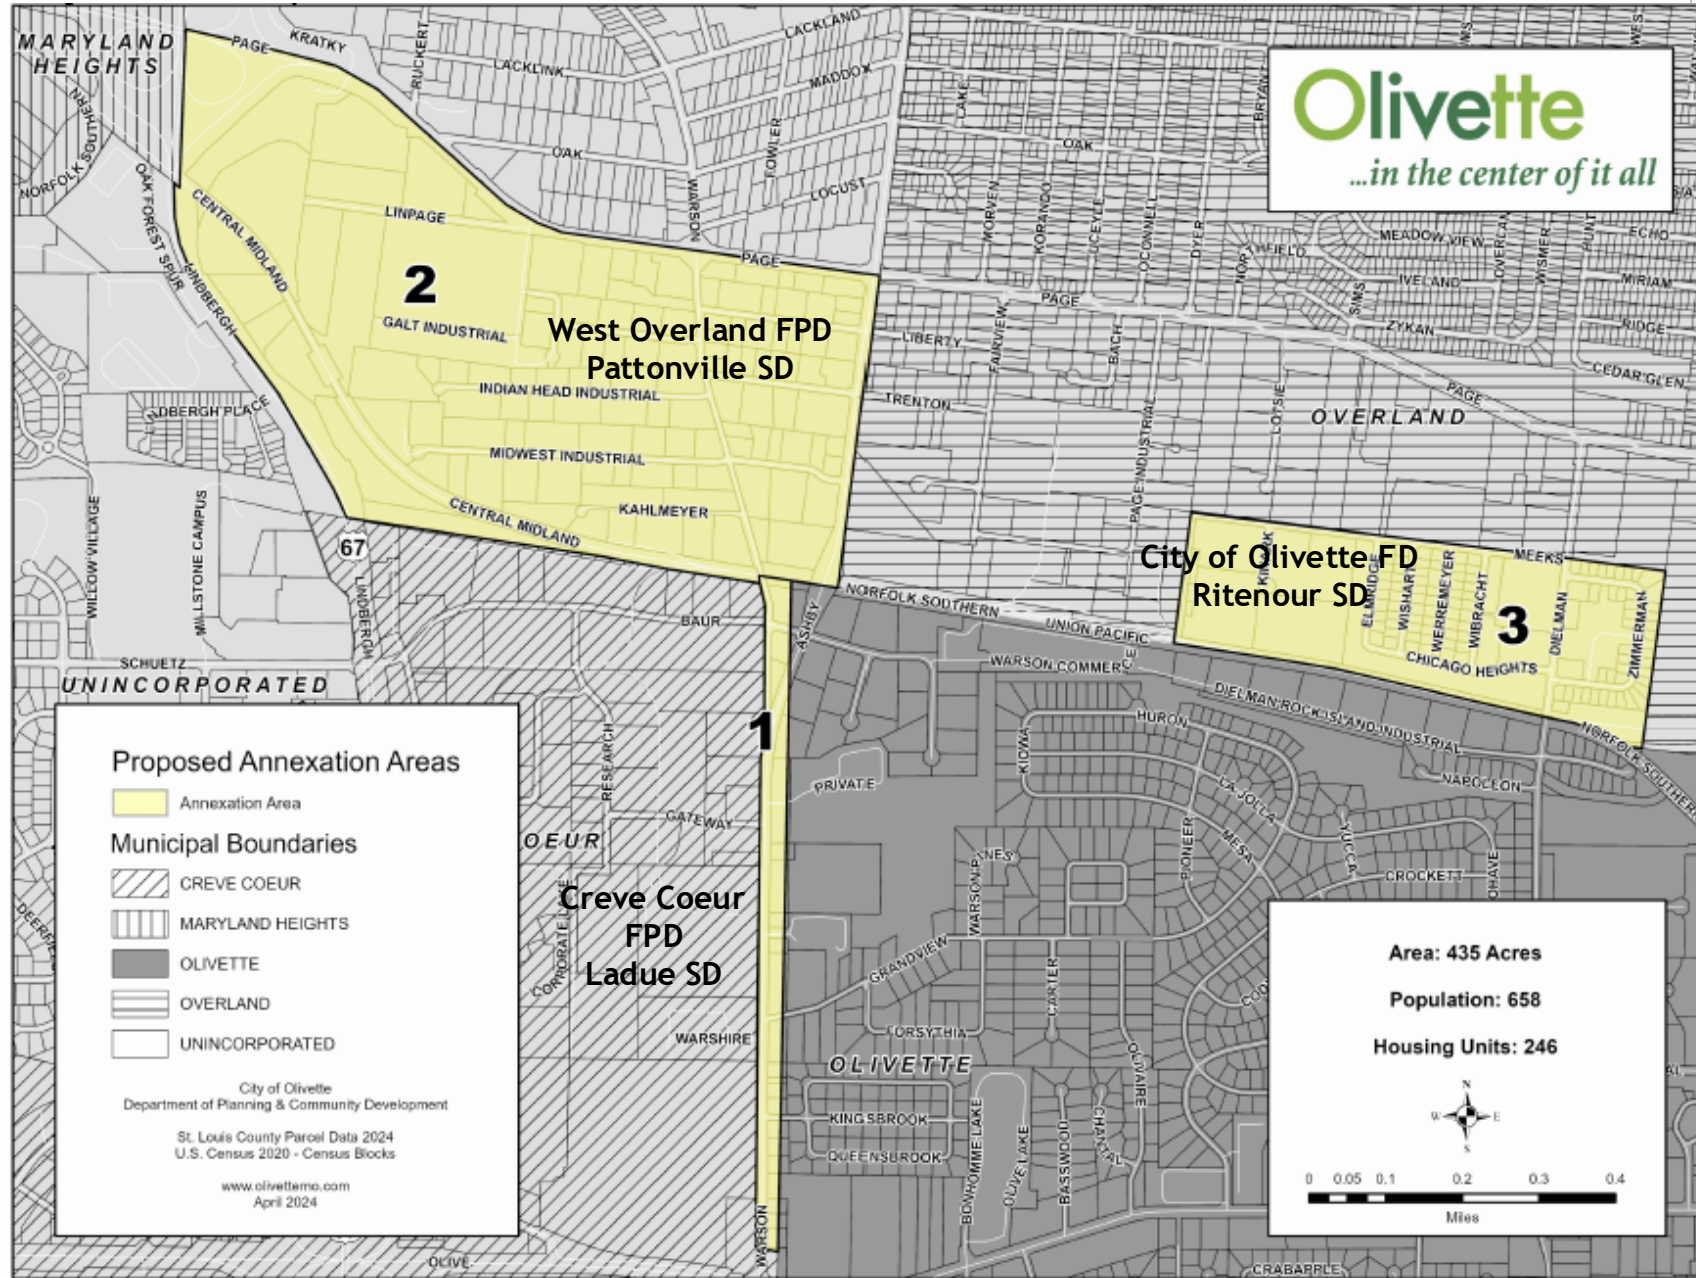 MARYLAND
HEIGHTS
PAGE
KRATKY
RUCKERT
LACKLINK
LACKLAND
MADDOX
FOWLER
OAK
LOCUST
WARSON
NORFOLK SOUTHERN
OAK FOREST SPUR
LINDBERGH
CENTRAL MIDLAND
LINPAGE
PAGE
2
GALT INDUSTRIAL
West Overland FPD
Pattonville SD
INDIAN HEAD INDUSTRIAL
MIDWEST INDUSTRIAL
KAHLMEYER
CENTRAL MIDLAND
LAKE
OAK
BRYANT
MORVEN
KORANDO
UCEYLE
OCONNELL
DYER
Olivette
...in the center of it all
MEADOW VIEW
ECHO
IVELAND
WISMER
MIRIAM
SIMS
ZYKAN
RIDGE
CEDAR GLEN
PAGE
LIBERTY
FAIRVIEW
BACH
TRENTON
PAGE INDUSTRIAL
PAGE
OVERLAND
City of Olivette FD
Ritenour SD
MEEKS
ELMRIDGE
WISHART
WERREMEYER
WIBRACHT
3
DIELMAN
ZIMMERMAN
CHICAGO HEIGHTS
NORFOLK SOUTHERN
67
LINDBERGH
WILLOW VILLAGE
MILLSTONE CAMPUS
SCHUETZ
UNINCORPORATED
BAUR
ASHBY
NORFOLK SOUTHERN
UNION PACIFIC
WARSON COMMERCE
DIELMAN ROCK ISLAND INDUSTRIAL
HURON
KIOWA
NAPOLEON
1
PRIVATE
LA JOLLA
MESA
PIONEER
YUCCA
CROCKETT
OHAVE
RESEARCH
GATEWAY
OEUR
Creve Coeur
FPD
Ladue SD
CORPORATE LAKE
WARSHIRE
WARSON PINES
GRANDVIEW
CARTER
FORSYTHIA
OLIVETTE
OLIVAIRE
KINGSBROOK
QUEENSBROOK
BONHOMME LAKE
OLIVE LAKE
BASSWOOD
CHANTAL
WARSON
OLIVE
CRABAPPLE
Proposed Annexation Areas
Annexation Area
Municipal Boundaries
CREVE COEUR
MARYLAND HEIGHTS
OLIVETTE
OVERLAND
UNINCORPORATED
City of Olivette
Department of Planning & Community Development
St. Louis County Parcel Data 2024
U.S. Census 2020 - Census Blocks
www.olivettemo.com
April 2024
Area: 435 Acres
Population: 658
Housing Units: 246
N
W E
S
0 0.05 0.1 0.2 0.3 0.4
Miles